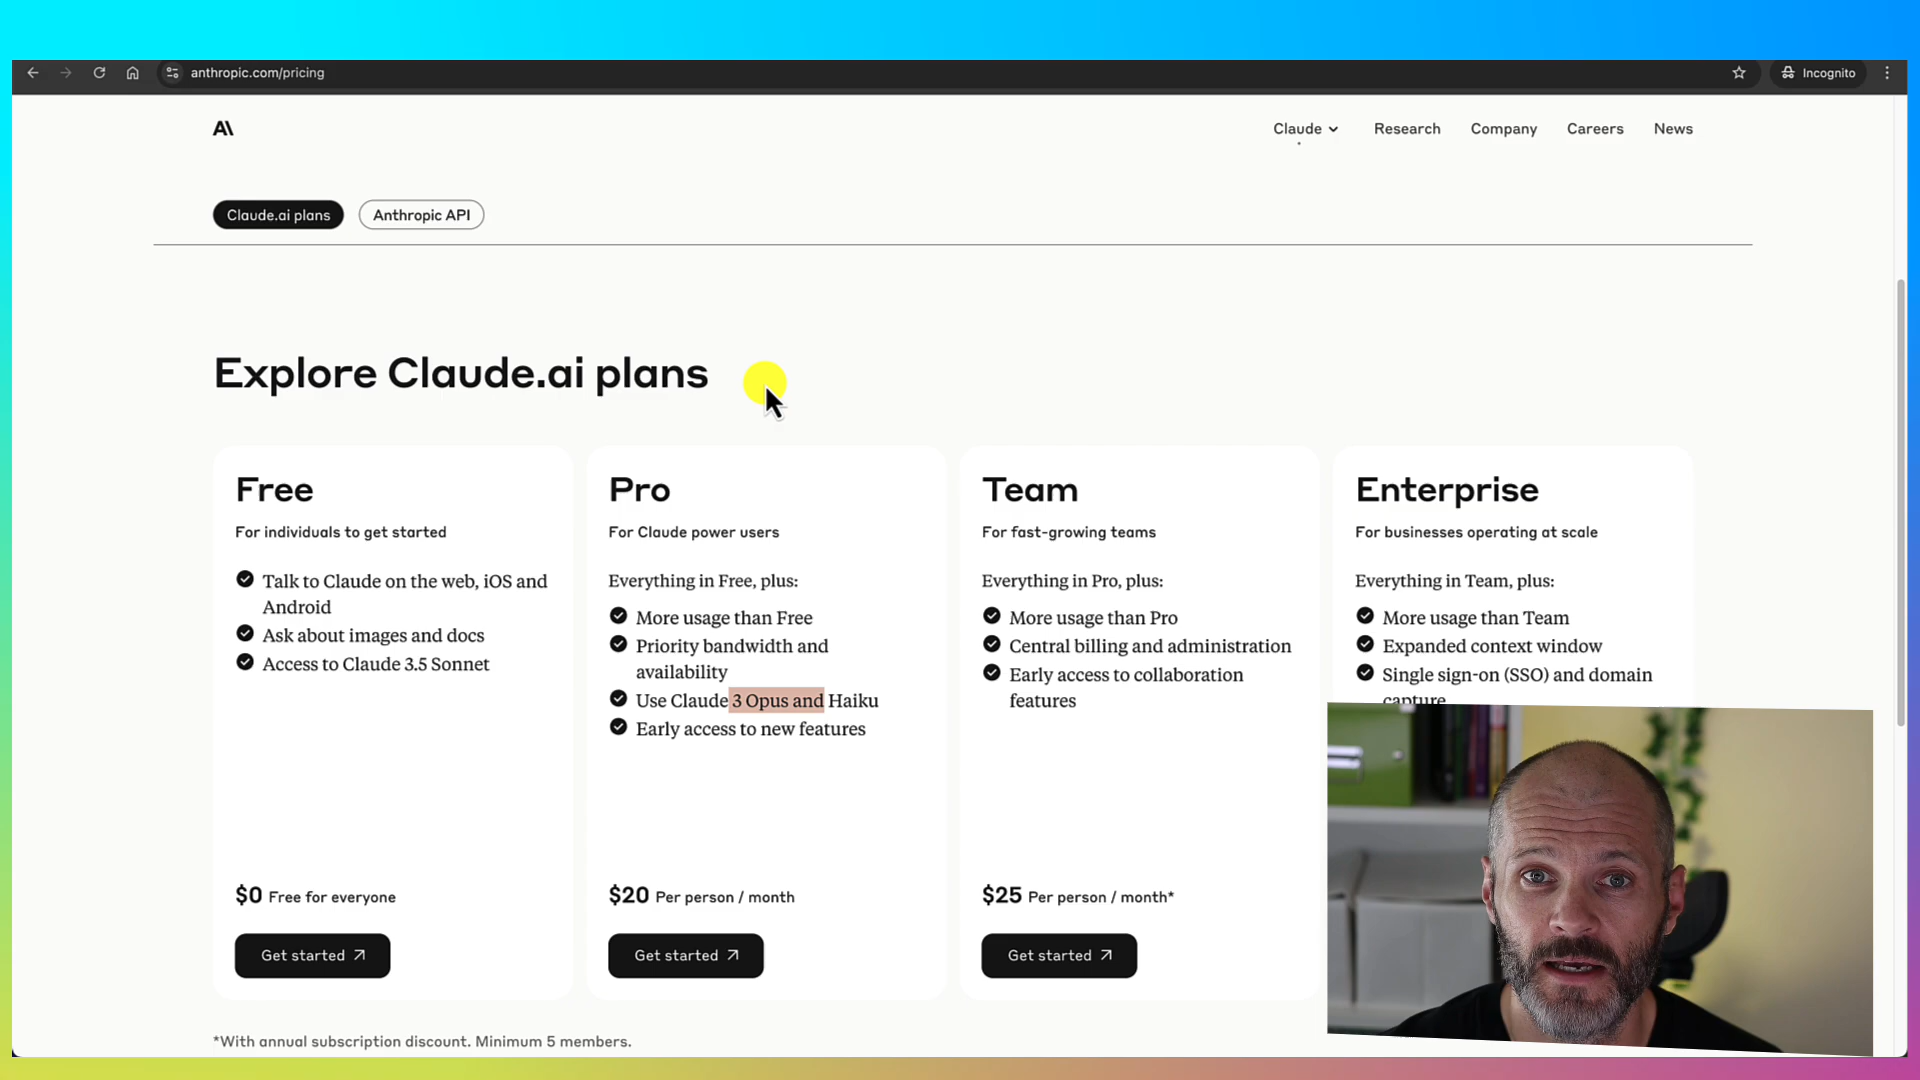 anthropic.com/pricing
Incognito
A\
Claude
Research
Company
Careers
News
Claude.ai plans
Anthropic API
Explore Claude.ai plans
Free
For individuals to get started
Talk to Claude on the web, iOS and
Android
Ask about images and docs
Access to Claude 3.5 Sonnet
$0 Free for everyone
Get started
Pro
For Claude power users
Everything in Free, plus:
More usage than Free
Priority bandwidth and
availability
Use Claude 3 Opus and Haiku
Early access to new features
$20 Per person / month
Get started
Team
For fast-growing teams
Everything in Pro, plus:
More usage than Pro
Central billing and administration
Early access to collaboration
features
$25 Per person / month*
Get started
Enterprise
For businesses operating at scale
Everything in Team, plus:
More usage than Team
Expanded context window
Single sign-on (SSO) and domain
capture
*With annual subscription discount. Minimum 5 members.